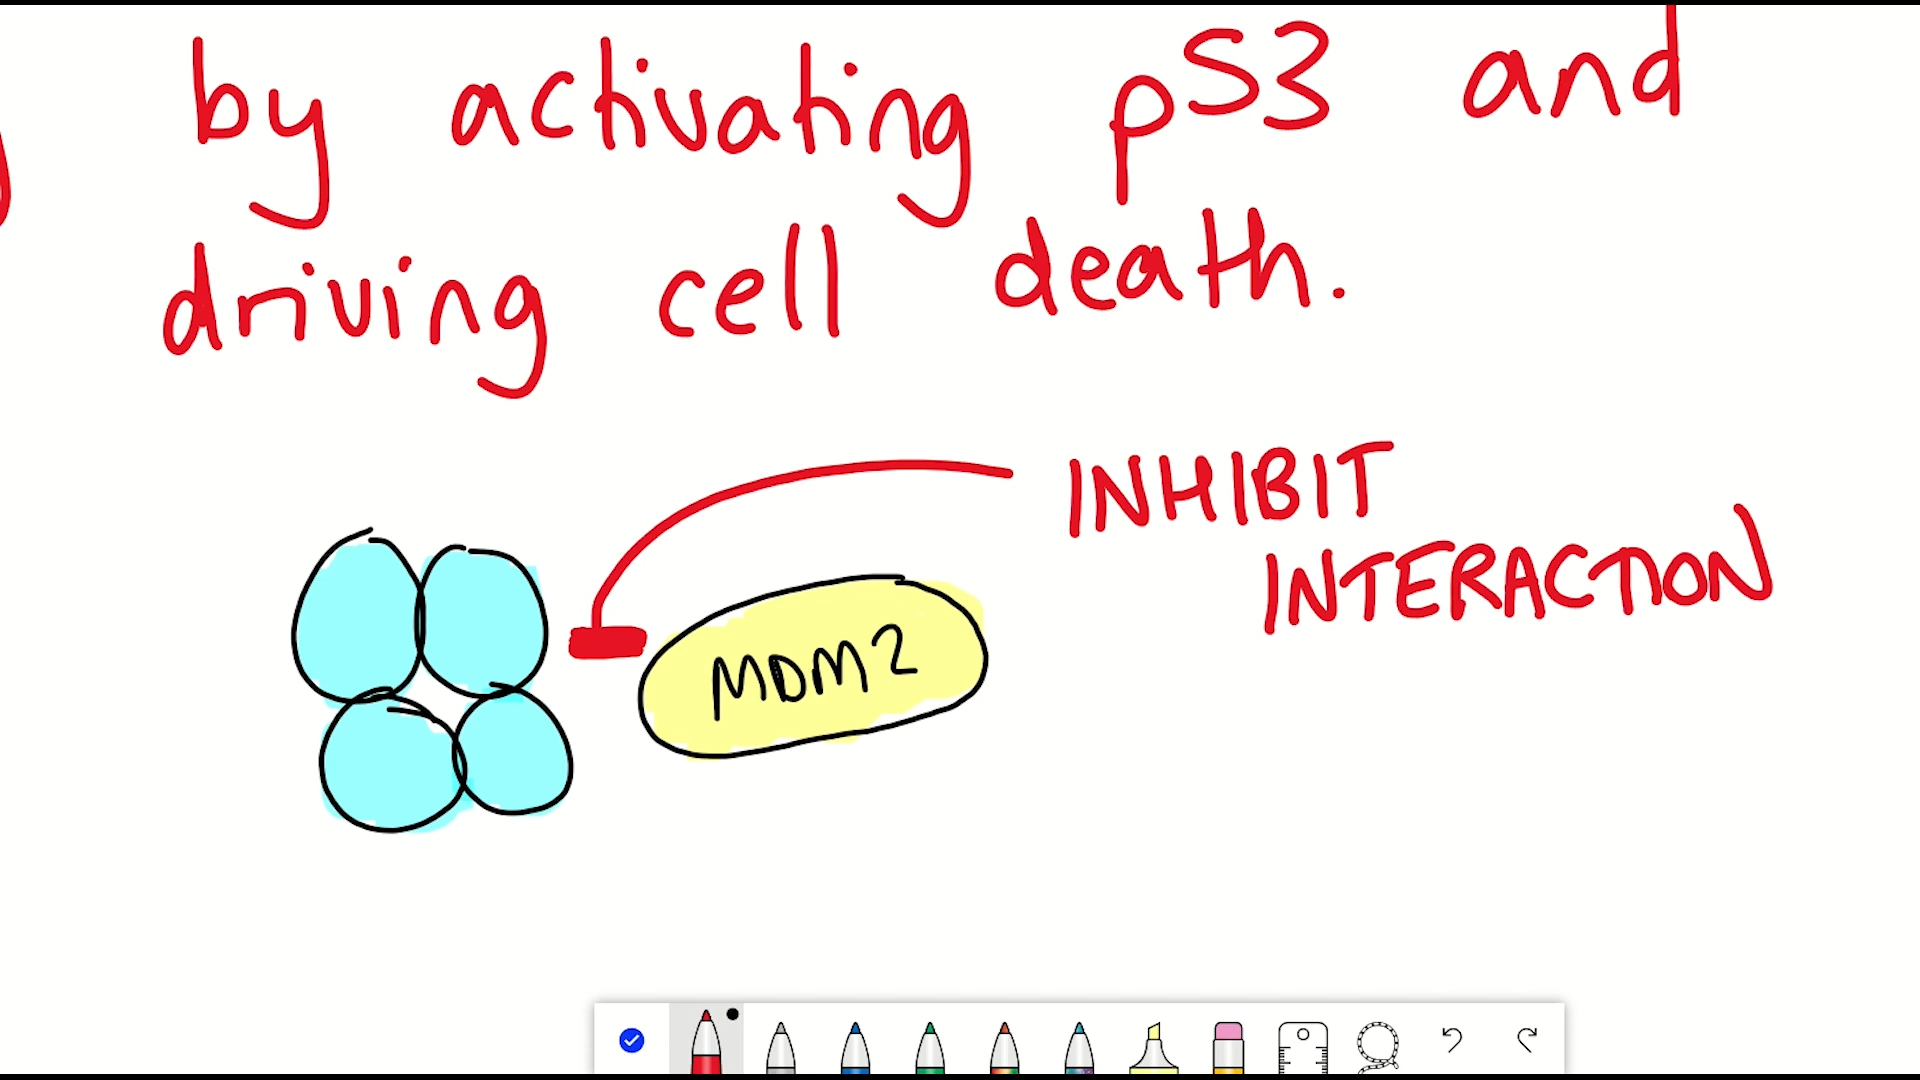 by activating p53 and
driving cell death.
INHIBIT
INTERACTION
MDM2